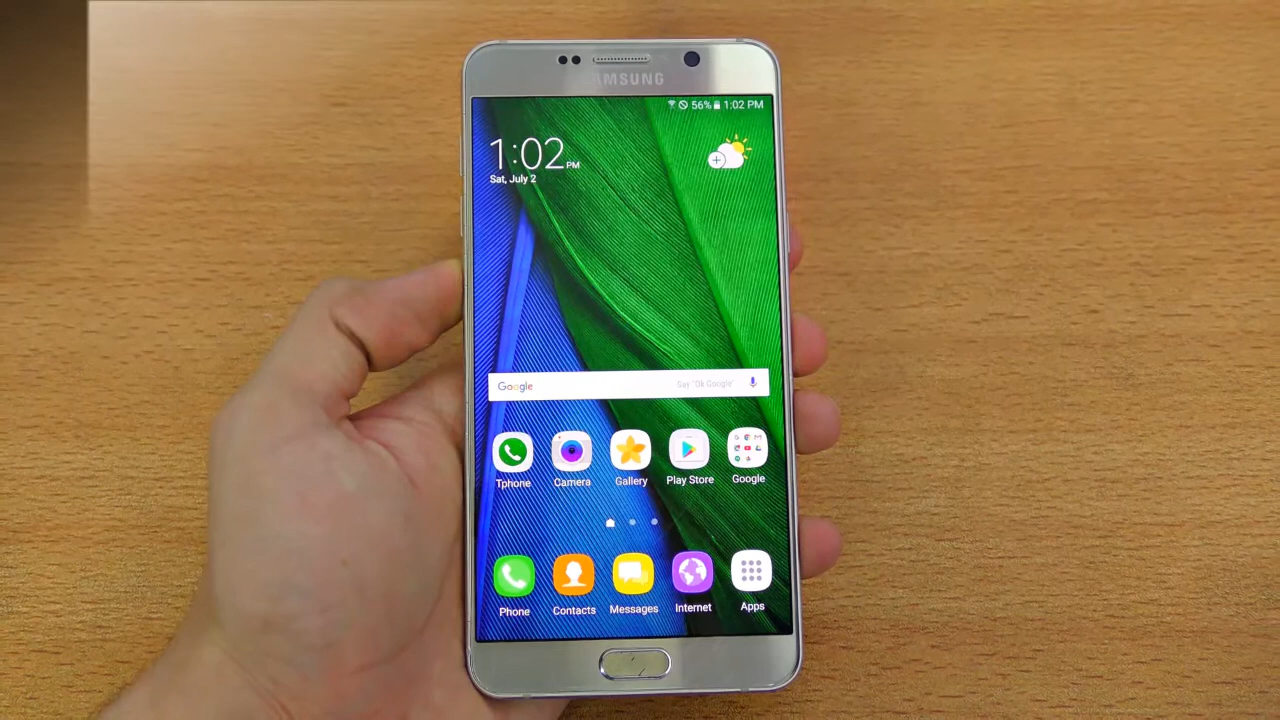 SAMSUNG
56% 1:02 PM
1:02 PM
Sat, July 2
Google Say "Ok Google"
Tphone Camera Gallery Play Store Google
Phone Contacts Messages Internet Apps